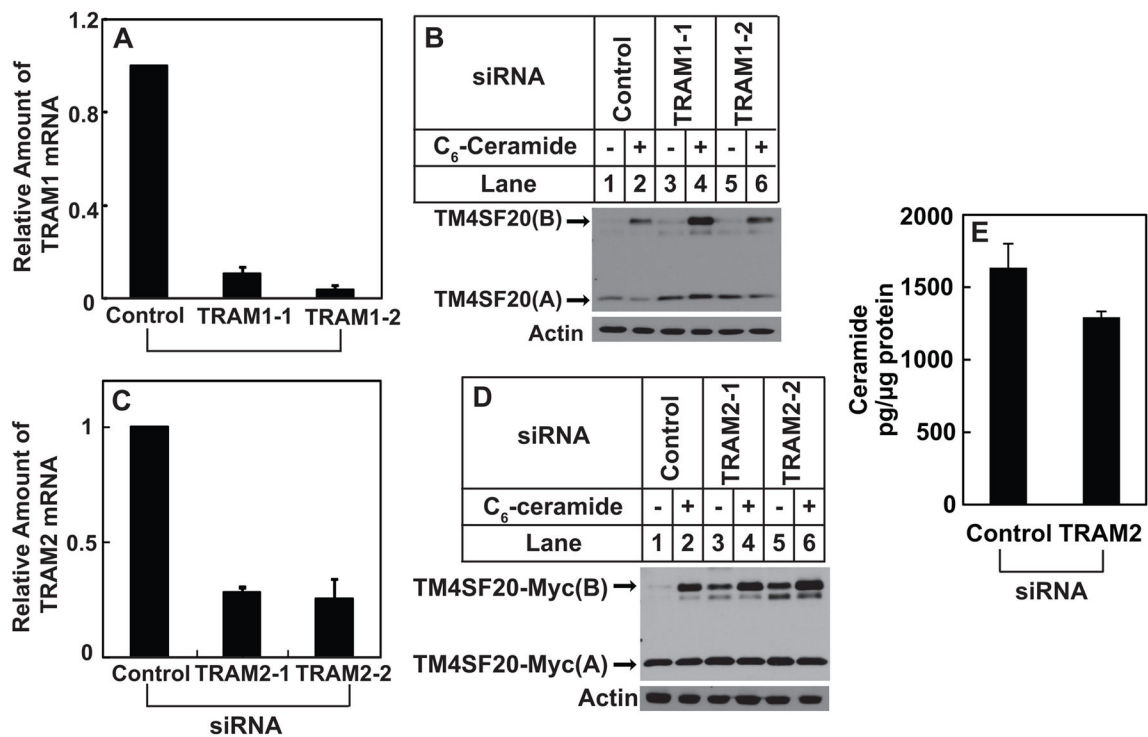 A
Relative Amount of
TRAM1 mRNA
1.2
0.8
0.4
0
Control TRAM1-1 TRAM1-2
B
siRNA
Control
TRAM1-1
TRAM1-2
C6-Ceramide - + - + - +
Lane 1 2 3 4 5 6
TM4SF20(B)
TM4SF20(A)
Actin
C
Relative Amount of
TRAM2 mRNA
1
0.5
0
Control TRAM2-1 TRAM2-2
siRNA
D
siRNA
Control
TRAM2-1
TRAM2-2
C6-ceramide - + - + - +
Lane 1 2 3 4 5 6
TM4SF20-Myc(B)
TM4SF20-Myc(A)
Actin
E
Ceramide
pg/µg protein
2000
1500
1000
500
0
Control TRAM2
siRNA